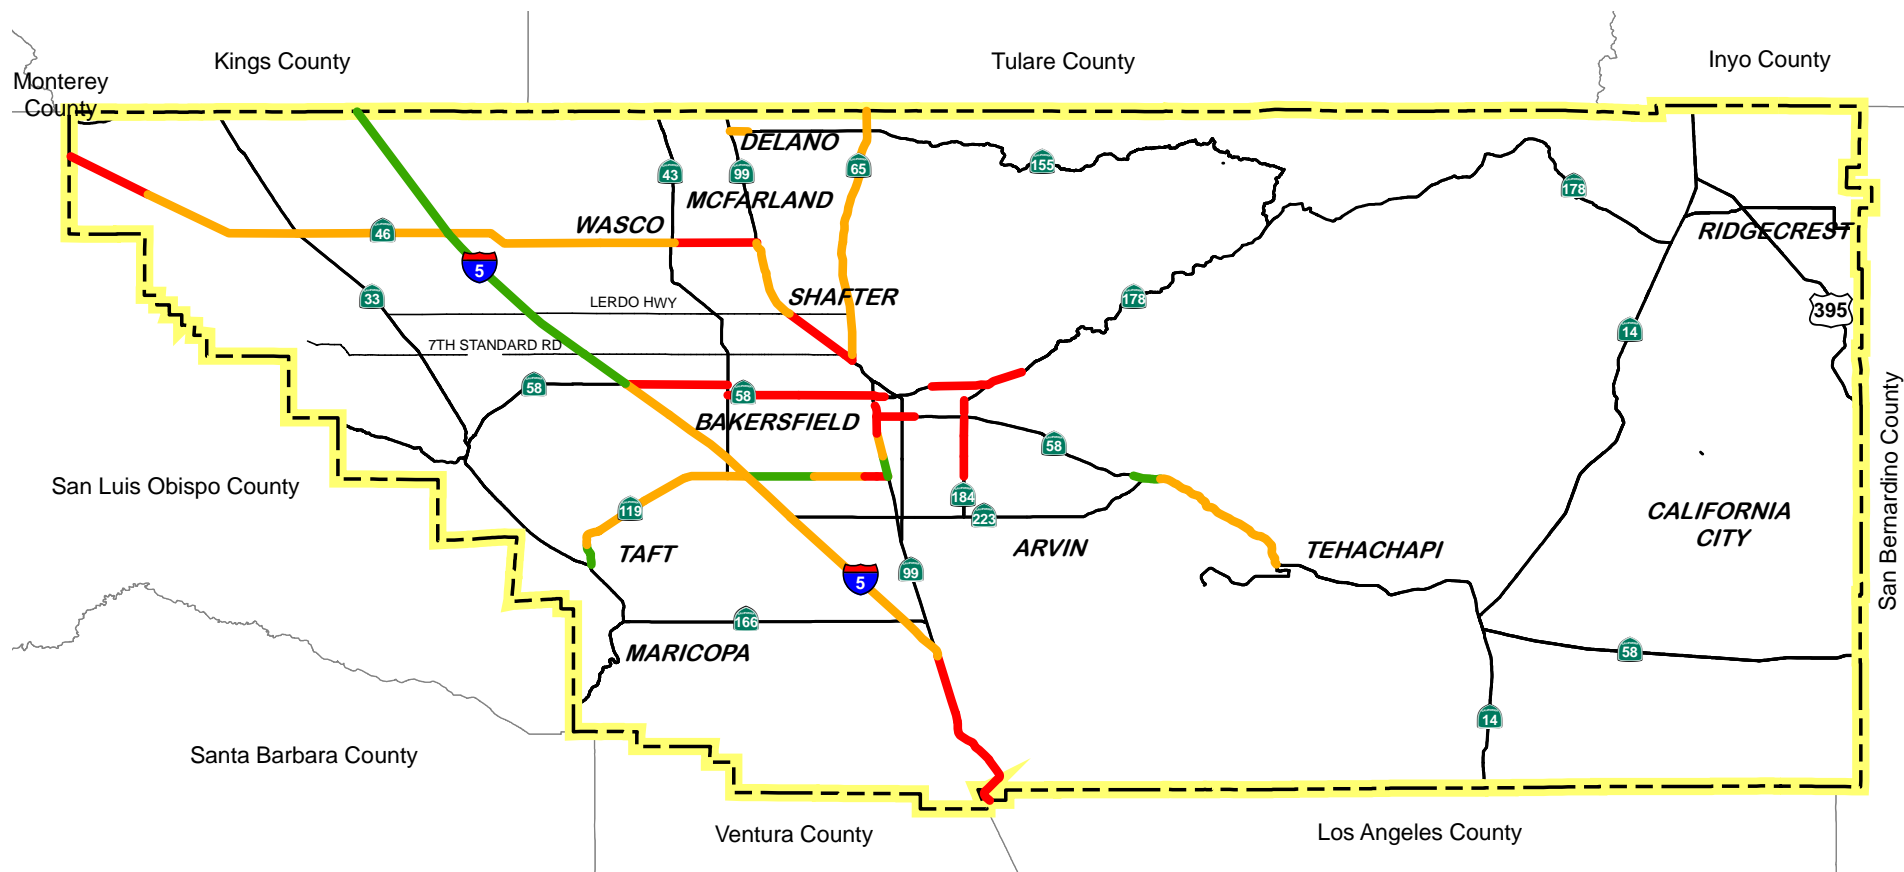 Kings County
Tulare County
Inyo County
Monterey
County
DELANO
155
65
43
99
178
MCFARLAND
WASCO
46
RIDGECREST
5
SHAFTER
33
LERDO HWY
178
395
14
7TH STANDARD RD
58
58
BAKERSFIELD
58
San Luis Obispo County
184
119
223
CALIFORNIA
CITY
San Bernardino County
TAFT
ARVIN
TEHACHAPI
99
5
166
MARICOPA
58
14
Santa Barbara County
Ventura County
Los Angeles County